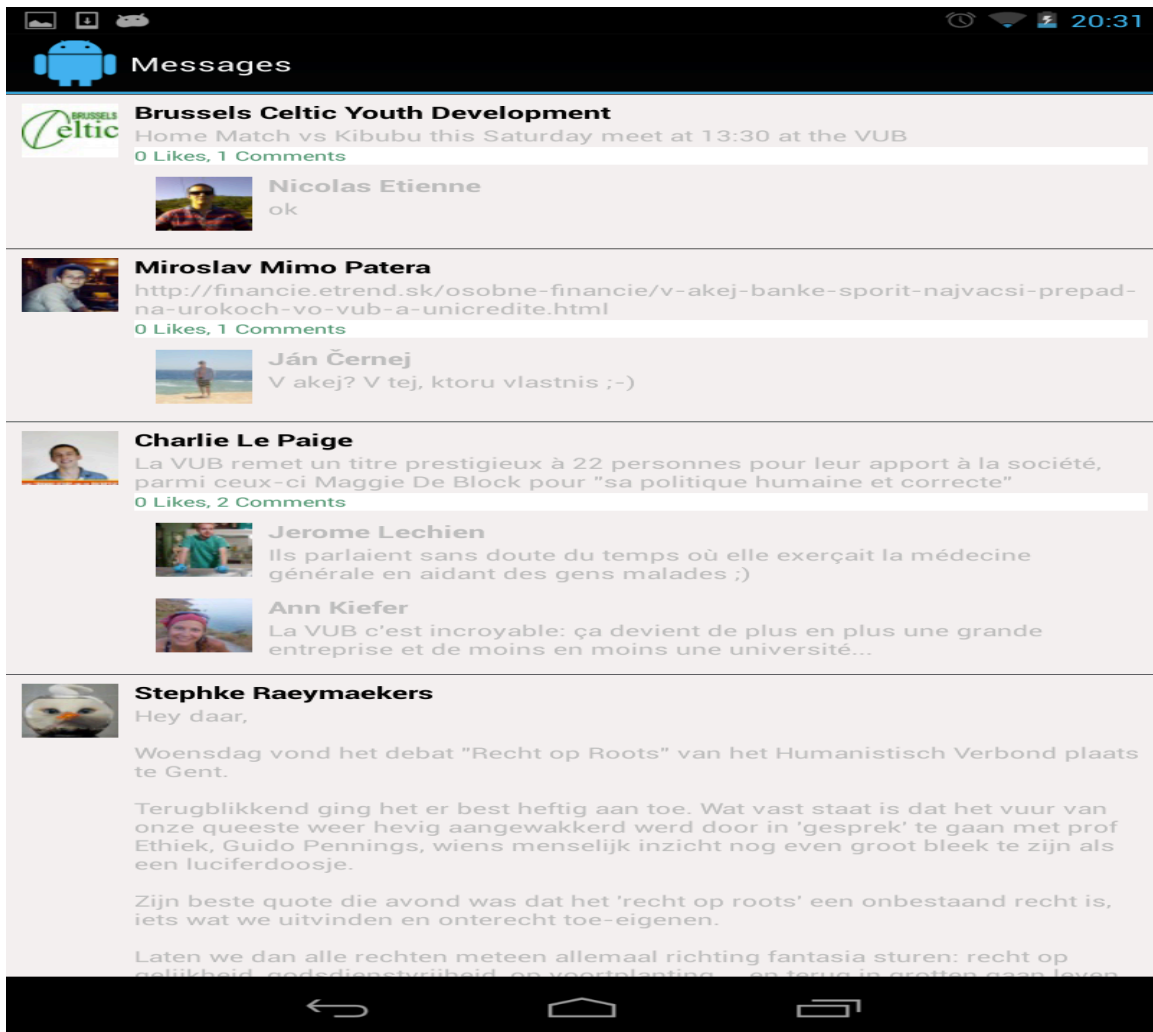 20:31
Messages
BRUSSELS
eltic
Brussels Celtic Youth Development
Home Match vs Kibubu this Saturday meet at 13:30 at the VUB
0 Likes, 1 Comments
Nicolas Etienne
ok
Miroslav Mimo Patera
http://financie.etrend.sk/osobne-financie/v-akej-banke-sporit-najvacsi-prepad-
na-urokoch-vo-vub-a-unicredite.html
0 Likes, 1 Comments
Ján Černej
V akej? V tej, ktoru vlastnis ;-)
Charlie Le Paige
La VUB remet un titre prestigieux à 22 personnes pour leur apport à la société,
parmi ceux-ci Maggie De Block pour "sa politique humaine et correcte"
0 Likes, 2 Comments
Jerome Lechien
Ils parlaient sans doute du temps où elle exerçait la médecine
générale en aidant des gens malades ;)
Ann Kiefer
La VUB c'est incroyable: ça devient de plus en plus une grande
entreprise et de moins en moins une université...
Stephke Raeymaekers
Hey daar,
Woensdag vond het debat "Recht op Roots" van het Humanistisch Verbond plaats
te Gent.
Terugblikkend ging het er best heftig aan toe. Wat vast staat is dat het vuur van
onze queeste weer hevig aangewakkerd werd door in 'gesprek' te gaan met prof
Ethiek, Guido Pennings, wiens menselijk inzicht nog even groot bleek te zijn als
een luciferdoosje.
Zijn beste quote die avond was dat het 'recht op roots' een onbestaand recht is,
iets wat we uitvinden en onterecht toe-eigenen.
Laten we dan alle rechten meteen allemaal richting fantasia sturen: recht op
gelijkheid, godsdienstvrijheid, op voortplanting ... en terug in grotten gaan leven